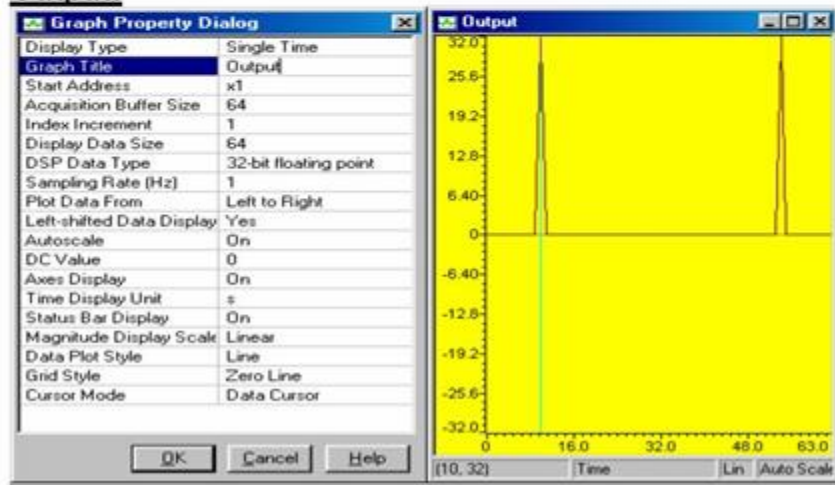 Graph Property Dialog
Display Type Single Time
Graph Title Output
Start Address x1
Acquisition Buffer Size 64
Index Increment 1
Display Data Size 64
DSP Data Type 32-bit floating point
Sampling Rate (Hz) 1
Plot Data From Left to Right
Left-shifted Data Display Yes
Autoscale On
DC Value 0
Axes Display On
Time Display Unit s
Status Bar Display On
Magnitude Display Scale Linear
Data Plot Style Line
Grid Style Zero Line
Cursor Mode Data Cursor
OK Cancel Help
Output
32.0
25.6
19.2
12.8
6.40
0
-6.40
-12.8
-19.2
-25.6
-32.0
0 16.0 32.0 48.0 63.0
(10, 32) Time Lin Auto Scale